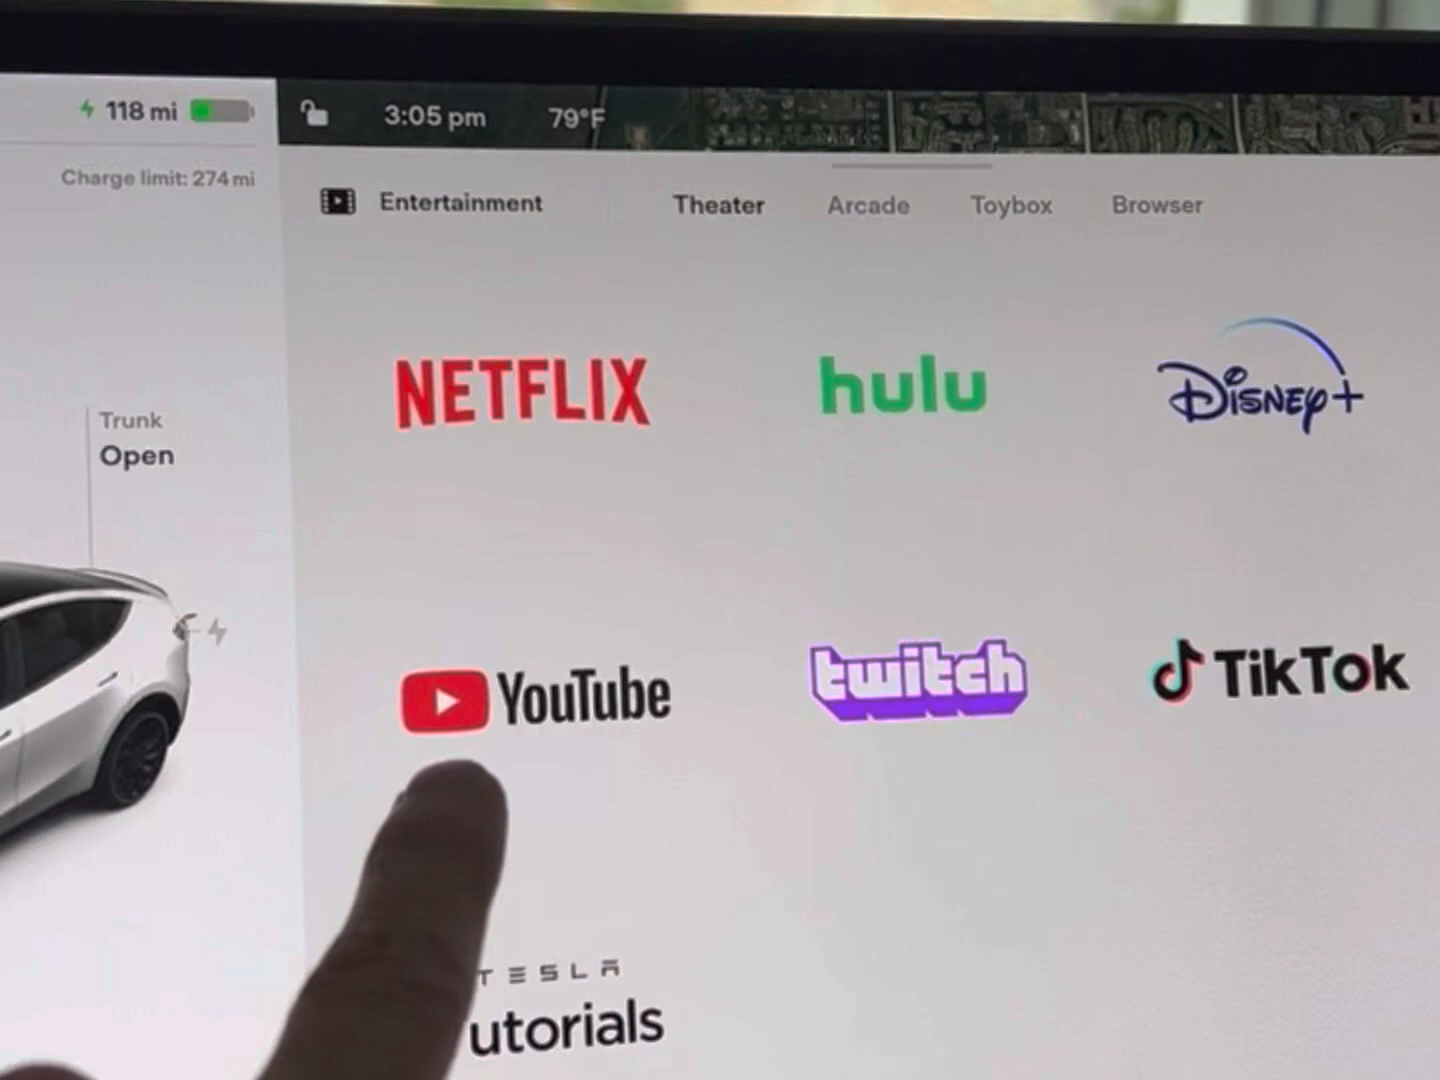 118 mi
3:05 pm
79°F
Charge limit: 274 mi
Entertainment
Theater
Arcade
Toybox
Browser
NETFLIX
hulu
Disney+
Trunk
Open
YouTube
twitch
TikTok
TESLA
utorials